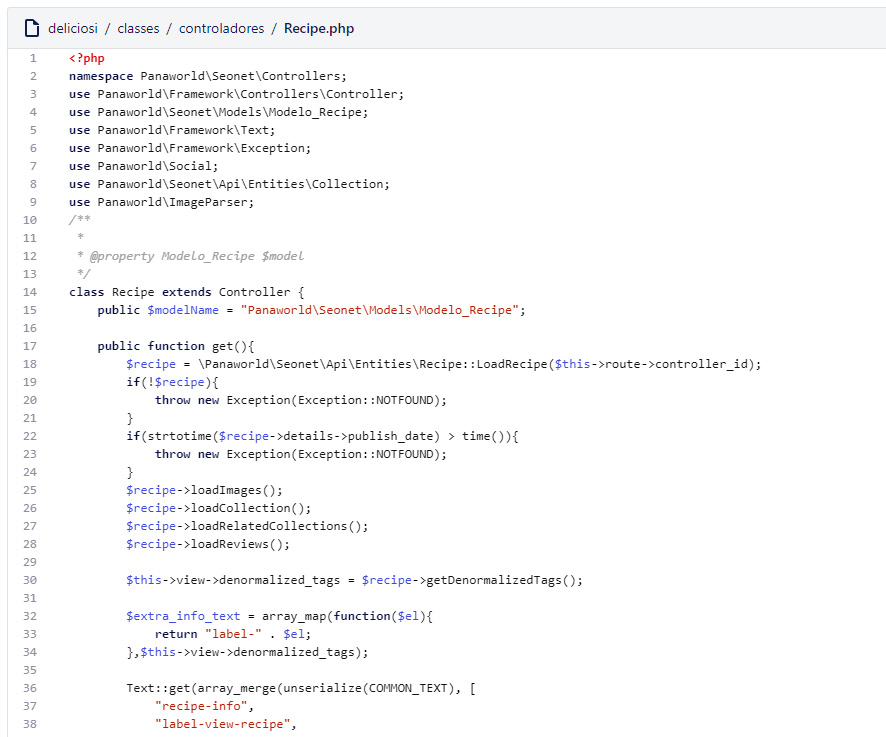 deliciosi / classes / controladores / Recipe.php
1 <?php
2 namespace Panaworld\Seonet\Controllers;
3 use Panaworld\Framework\Controllers\Controller;
4 use Panaworld\Seonet\Models\Modelo_Recipe;
5 use Panaworld\Framework\Text;
6 use Panaworld\Framework\Exception;
7 use Panaworld\Social;
8 use Panaworld\Seonet\Api\Entities\Collection;
9 use Panaworld\ImageParser;
10 /**
11  *
12  * @property Modelo_Recipe $model
13  */
14 class Recipe extends Controller {
15     public $modelName = "Panaworld\Seonet\Models\Modelo_Recipe";
16
17     public function get(){
18         $recipe = \Panaworld\Seonet\Api\Entities\Recipe::LoadRecipe($this->route->controller_id);
19         if(!$recipe){
20             throw new Exception(Exception::NOTFOUND);
21         }
22         if(strtotime($recipe->details->publish_date) > time()){
23             throw new Exception(Exception::NOTFOUND);
24         }
25         $recipe->loadImages();
26         $recipe->loadCollection();
27         $recipe->loadRelatedCollections();
28         $recipe->loadReviews();
29
30         $this->view->denormalized_tags = $recipe->getDenormalizedTags();
31
32         $extra_info_text = array_map(function($el){
33             return "label-" . $el;
34         },$this->view->denormalized_tags);
35
36         Text::get(array_merge(unserialize(COMMON_TEXT), [
37             "recipe-info",
38             "label-view-recipe",